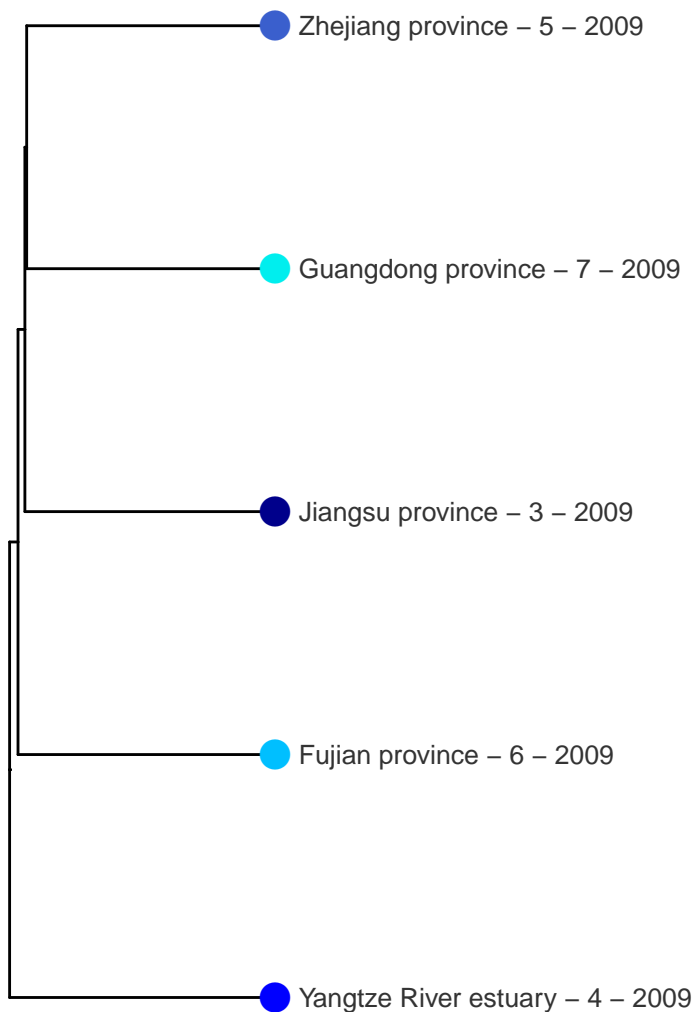 Zhejiang province – 5 – 2009
Guangdong province – 7 – 2009
Jiangsu province – 3 – 2009
Fujian province – 6 – 2009
Yangtze River estuary – 4 – 2009